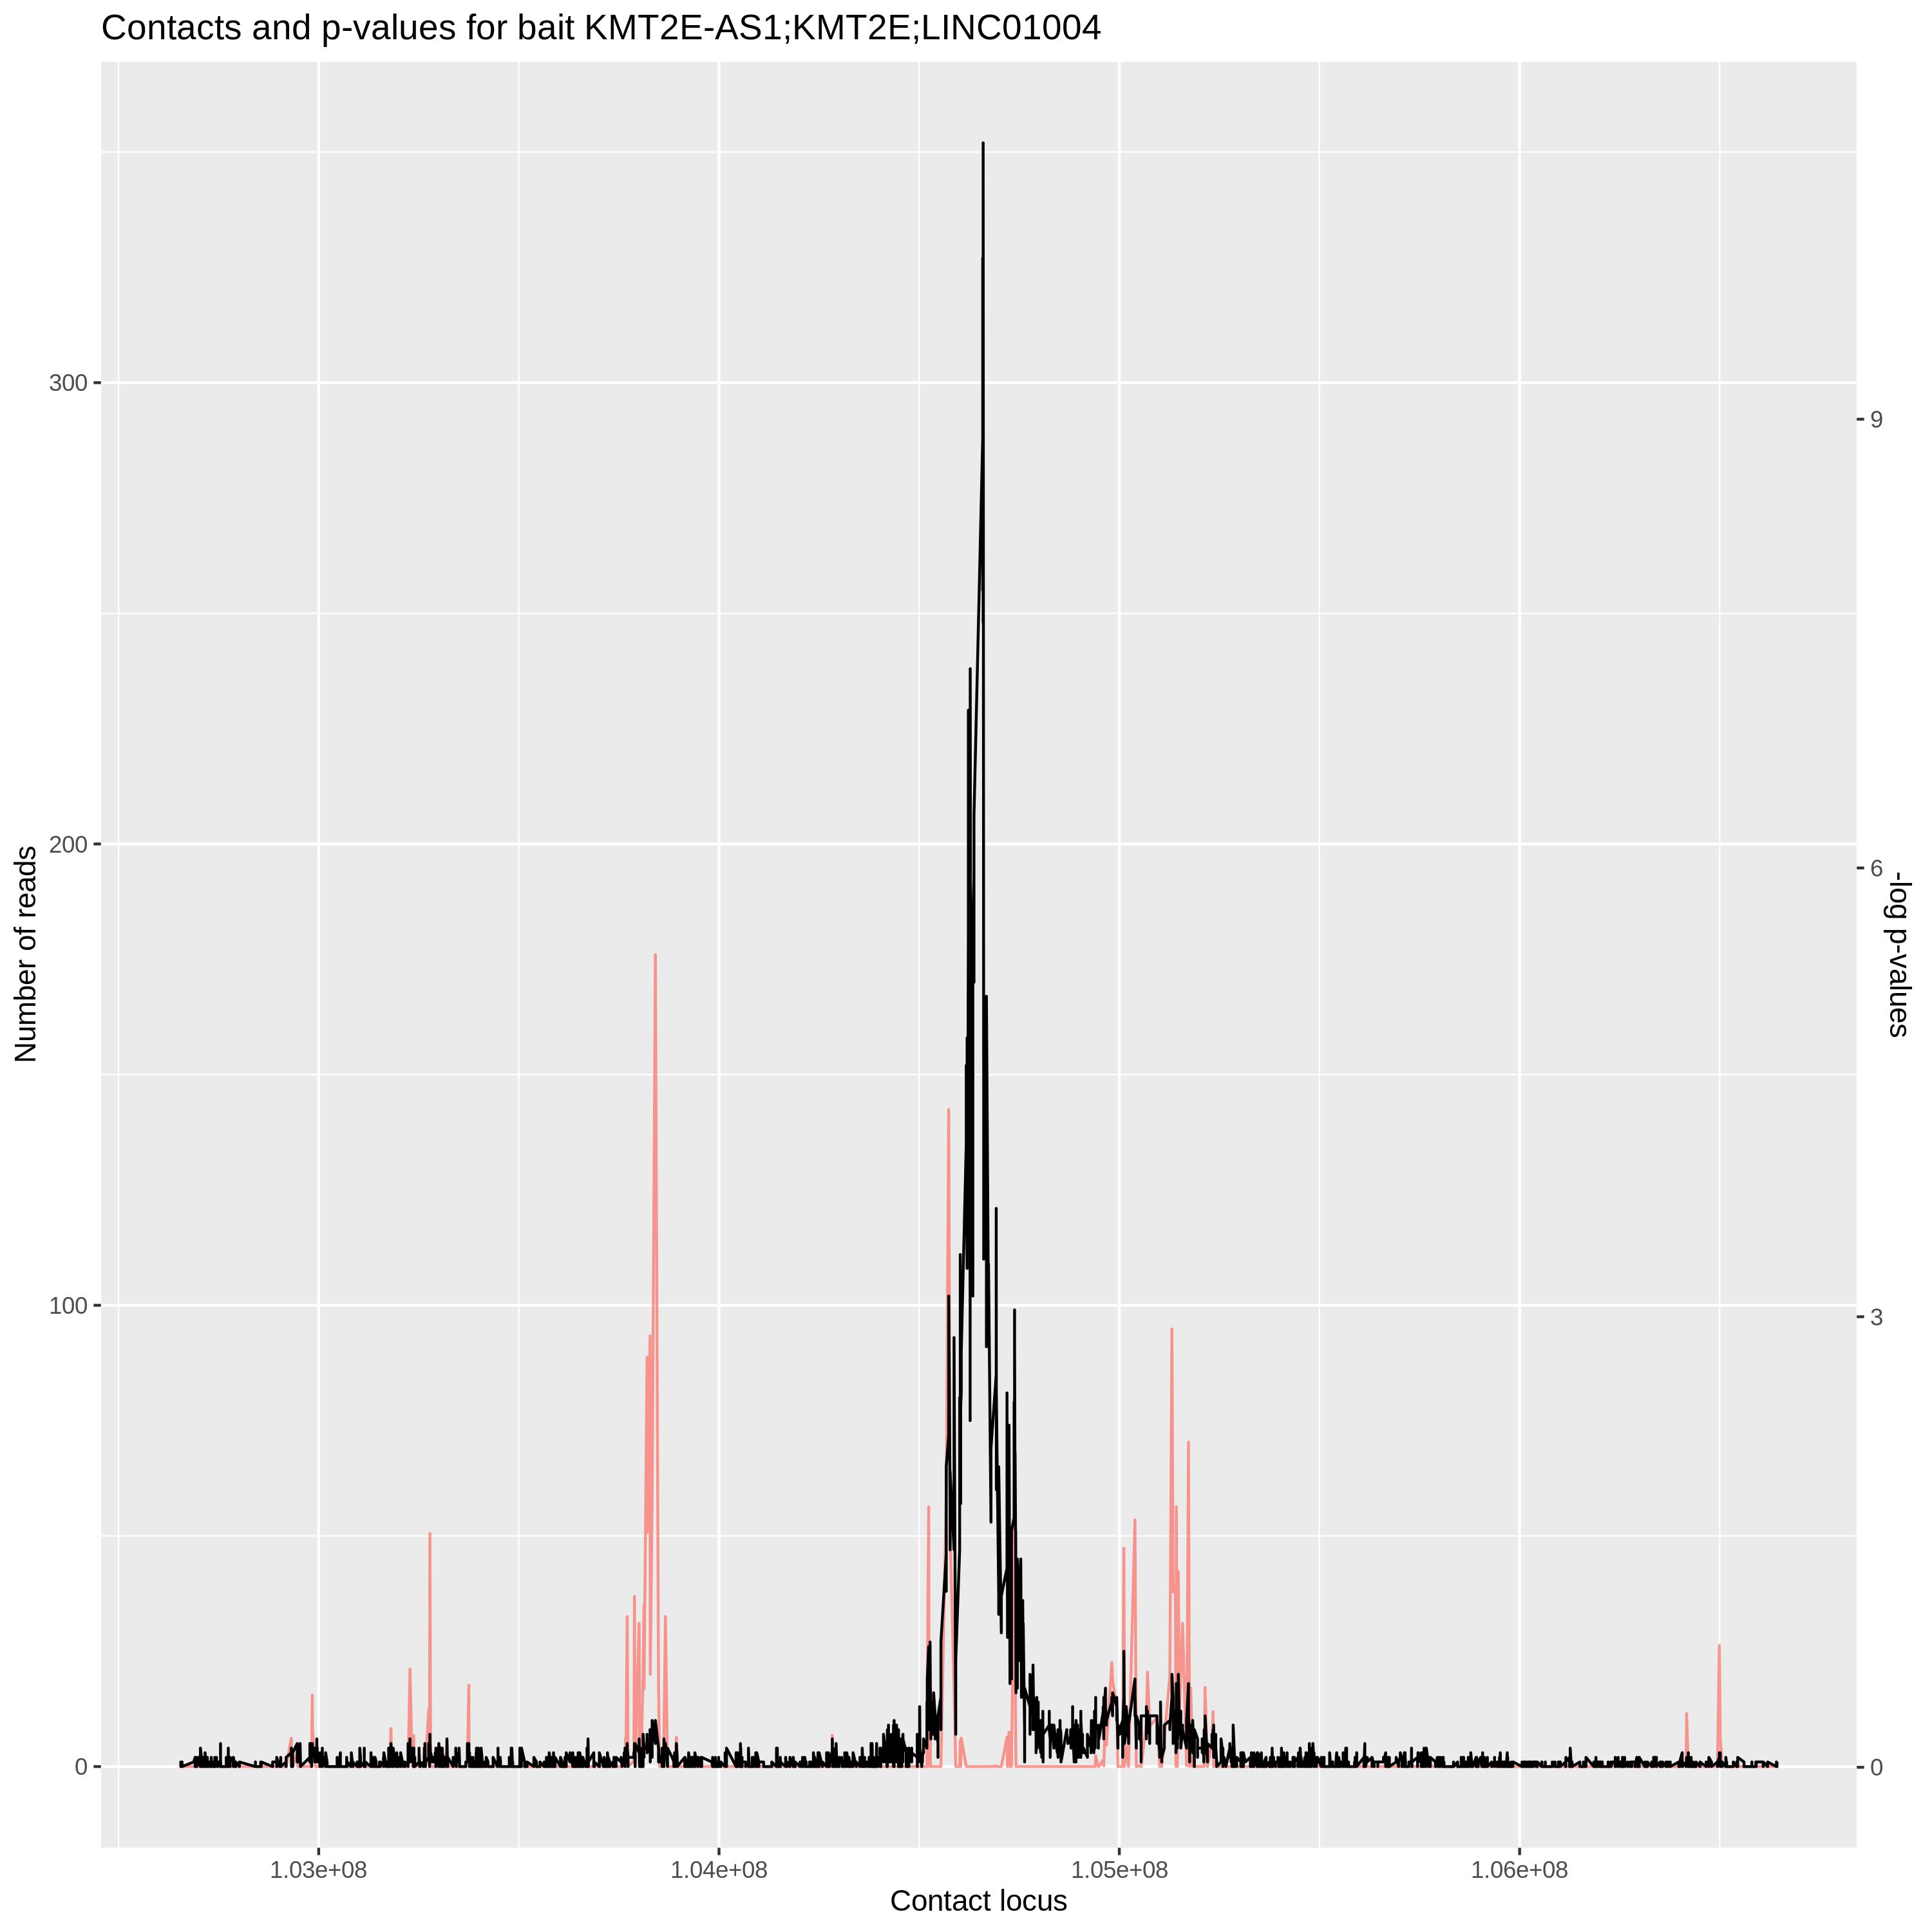 Contacts and p-values for bait KMT2E-AS1;KMT2E;LINC01004
Number of reads
300
200
100
0
9
6
3
0
-log p-values
1.03e+08 1.04e+08 1.05e+08 1.06e+08
Contact locus